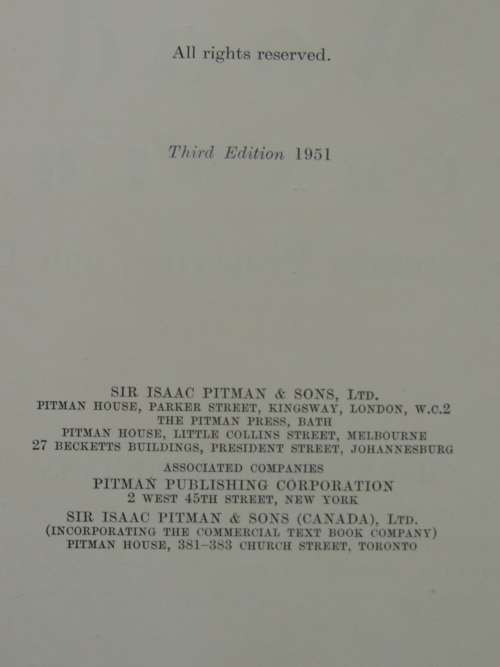 All rights reserved.
Third Edition 1951
SIR ISAAC PITMAN & SONS, LTD.
PITMAN HOUSE, PARKER STREET, KINGSWAY, LONDON, W.C.2
THE PITMAN PRESS, BATH
PITMAN HOUSE, LITTLE COLLINS STREET, MELBOURNE
27 BECKETTS BUILDINGS, PRESIDENT STREET, JOHANNESBURG
ASSOCIATED COMPANIES
PITMAN PUBLISHING CORPORATION
2 WEST 45TH STREET, NEW YORK
SIR ISAAC PITMAN & SONS (CANADA), LTD.
(INCORPORATING THE COMMERCIAL TEXT BOOK COMPANY)
PITMAN HOUSE, 381–383 CHURCH STREET, TORONTO